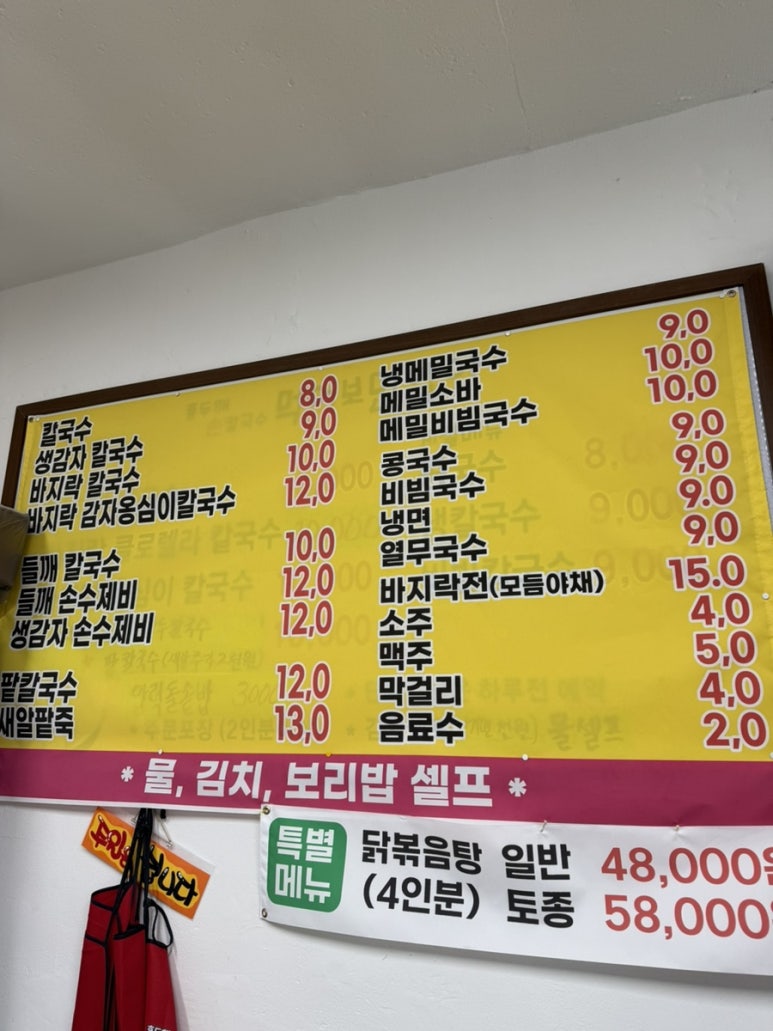 칼국수 8,0
생감자 칼국수 9,0
바지락 칼국수 10,0
바지락 감자옹심이칼국수 12,0
들깨 칼국수 10,0
들깨 손수제비 12,0
생감자 손수제비 12,0
팥칼국수 12,0
새알팥죽 13,0
냉메밀국수 9,0
메밀소바 10,0
메밀비빔국수 10,0
콩국수 9,0
비빔국수 9,0
냉면 9.0
열무국수 9,0
바지락전(모듬야채) 15.0
소주 4,0
맥주 5,0
막걸리 4,0
음료수 2,0
* 물, 김치, 보리밥 셀프 *
특별
메뉴
닭볶음탕 일반 48,000원
(4인분) 토종 58,000